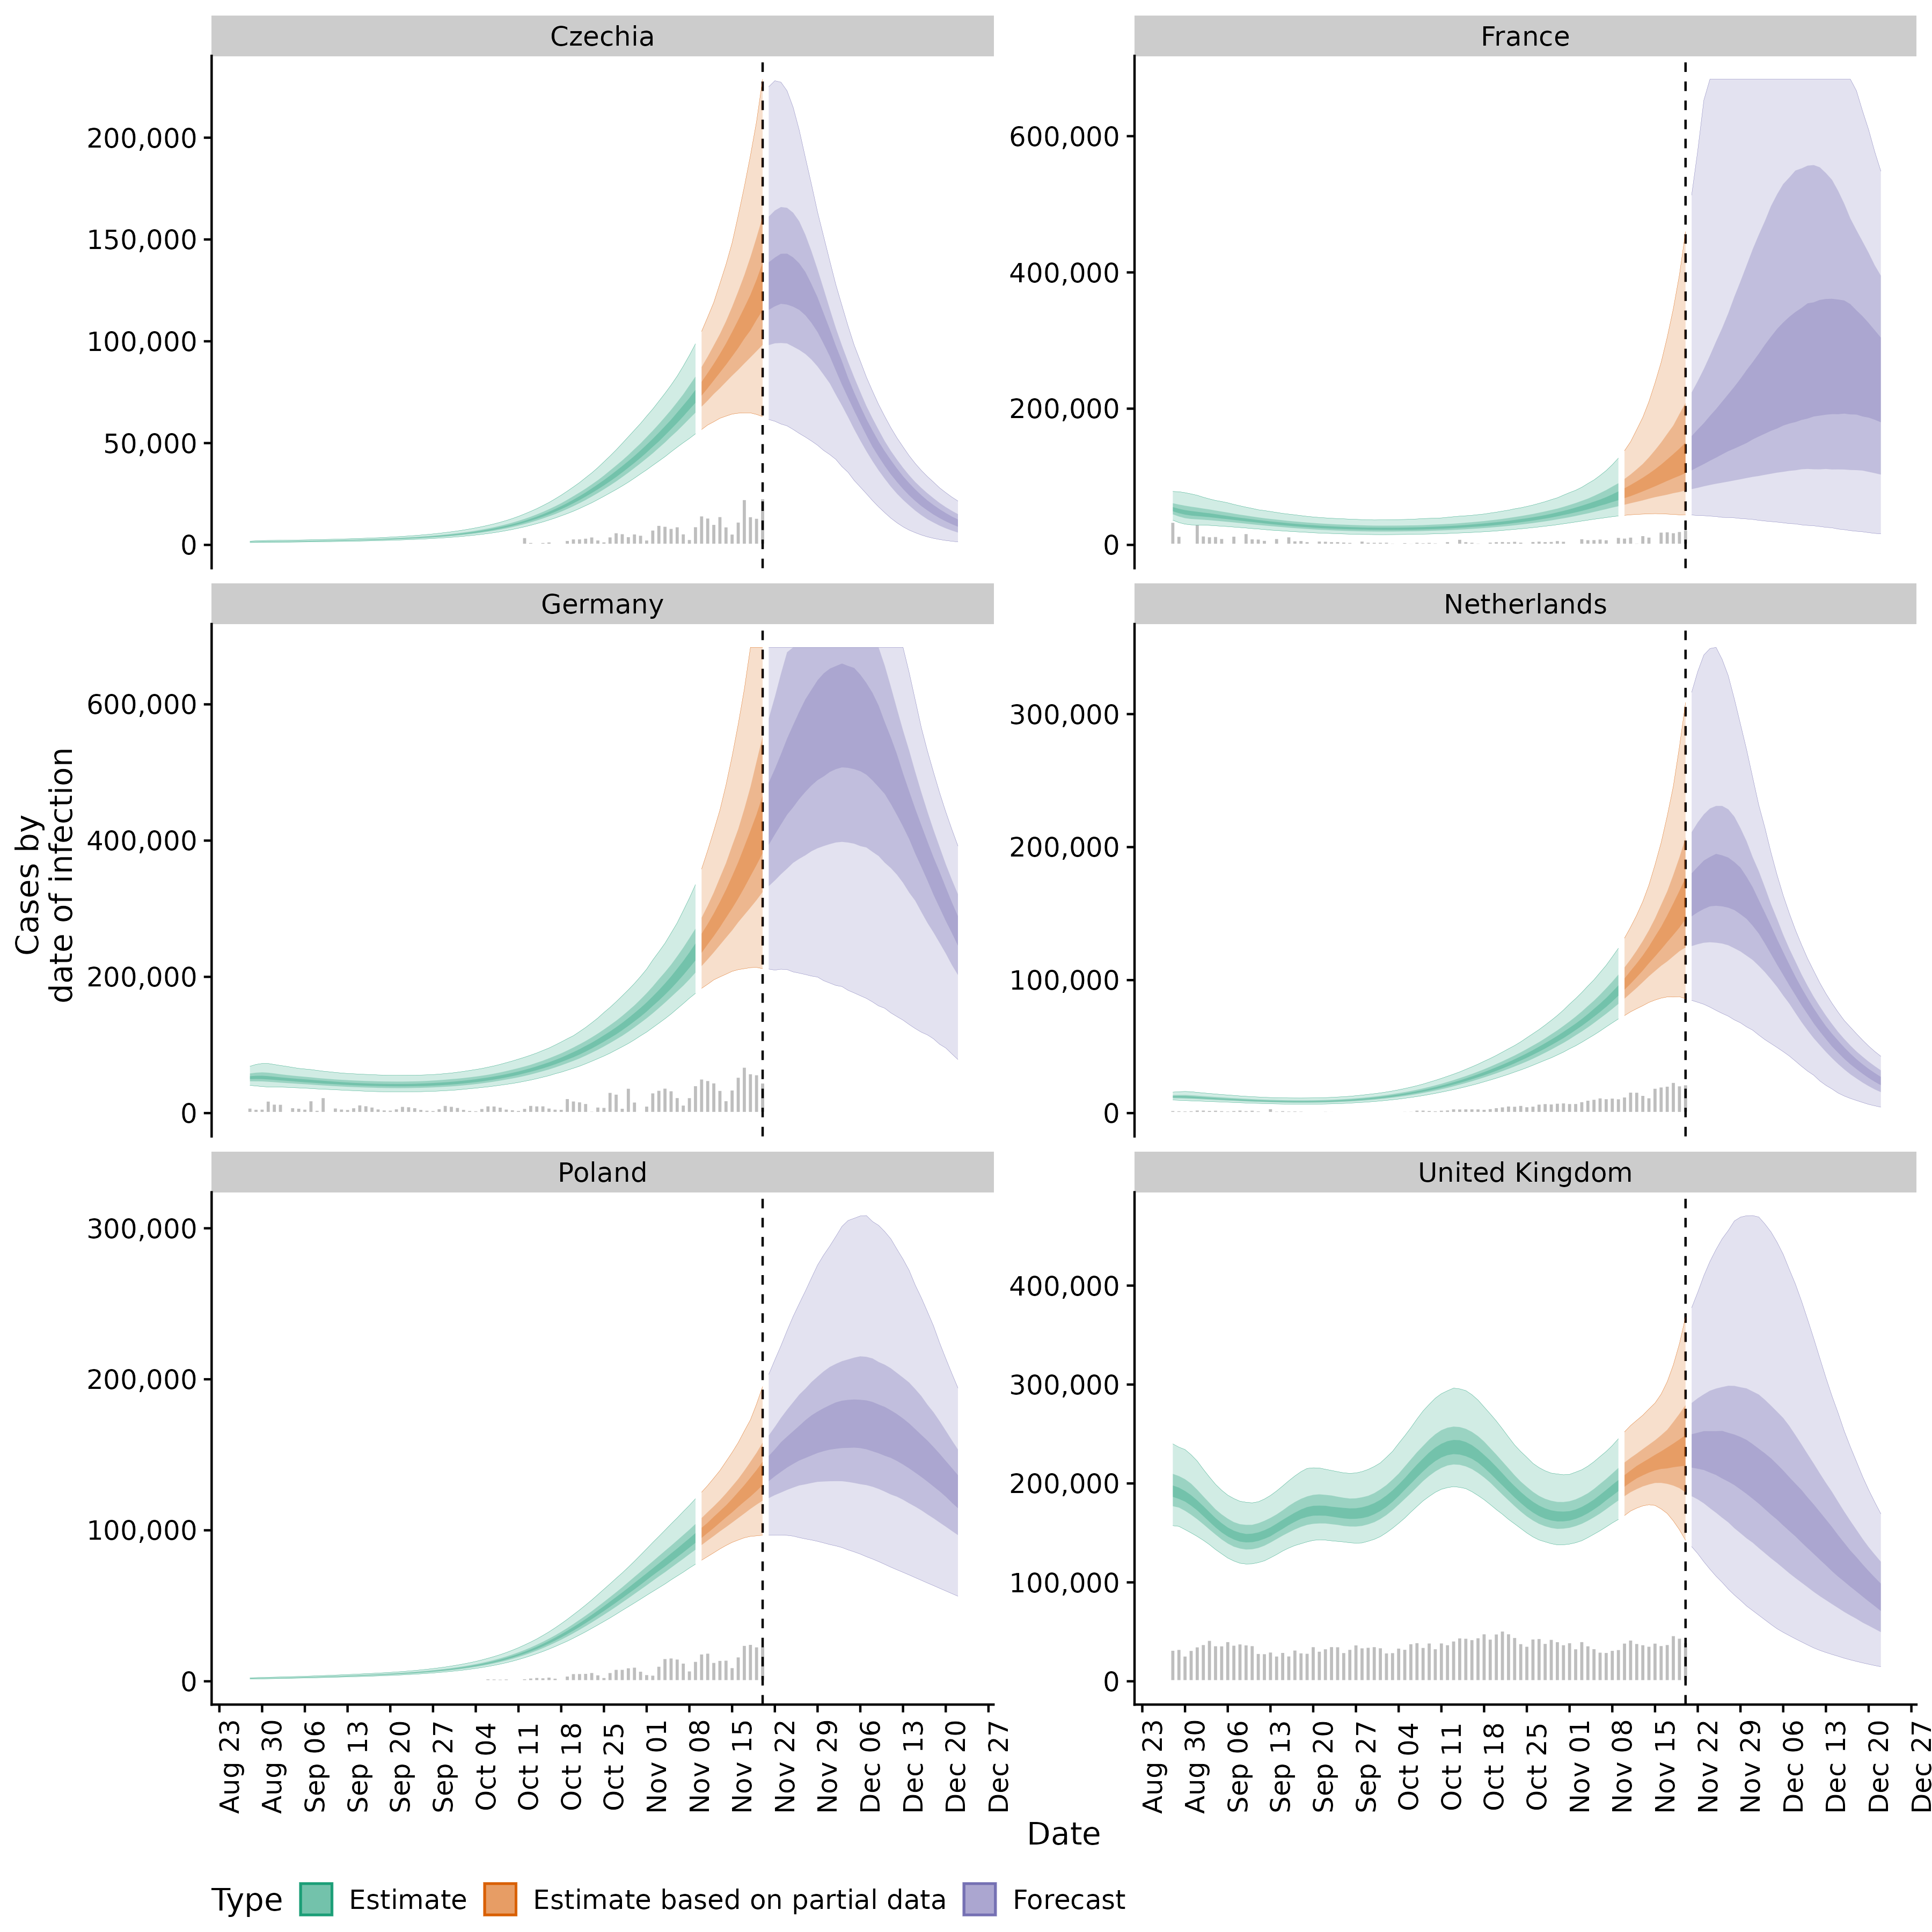 Czechia
France
200,000
150,000
100,000
50,000
0
600,000
400,000
200,000
0
Germany
Netherlands
600,000
400,000
200,000
0
300,000
200,000
100,000
0
Poland
United Kingdom
300,000
200,000
100,000
0
400,000
300,000
200,000
100,000
0
Cases by
date of infection
Aug 23
Aug 30
Sep 06
Sep 13
Sep 20
Sep 27
Oct 04
Oct 11
Oct 18
Oct 25
Nov 01
Nov 08
Nov 15
Nov 22
Nov 29
Dec 06
Dec 13
Dec 20
Dec 27
Aug 23
Aug 30
Sep 06
Sep 13
Sep 20
Sep 27
Oct 04
Oct 11
Oct 18
Oct 25
Nov 01
Nov 08
Nov 15
Nov 22
Nov 29
Dec 06
Dec 13
Dec 20
Dec 27
Date
Type Estimate Estimate based on partial data Forecast